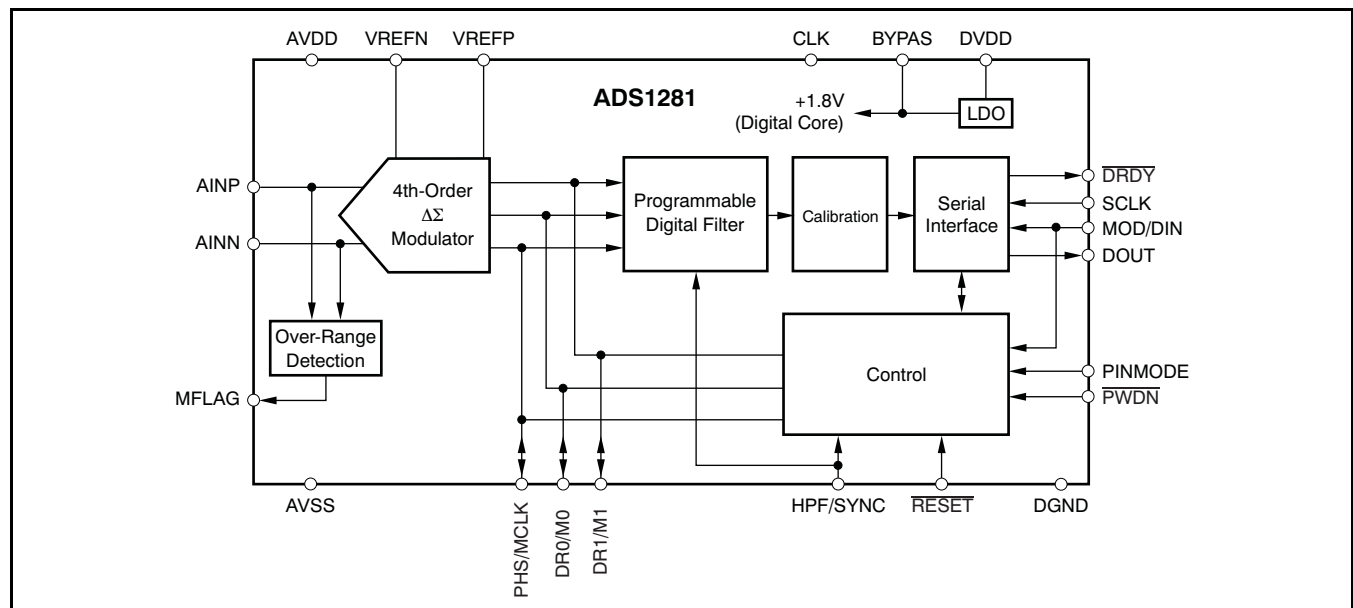 AVDD
VREFN
VREFP
CLK
BYPAS
DVDD
ADS1281
+1.8V
(Digital Core)
LDO
AINP
AINN
4th-Order
ΔΣ
Modulator
Programmable
Digital Filter
Calibration
Serial
Interface
DRDY
SCLK
MOD/DIN
DOUT
Over-Range
Detection
MFLAG
Control
PINMODE
PWDN
AVSS
PHS/MCLK
DR0/M0
DR1/M1
HPF/SYNC
RESET
DGND